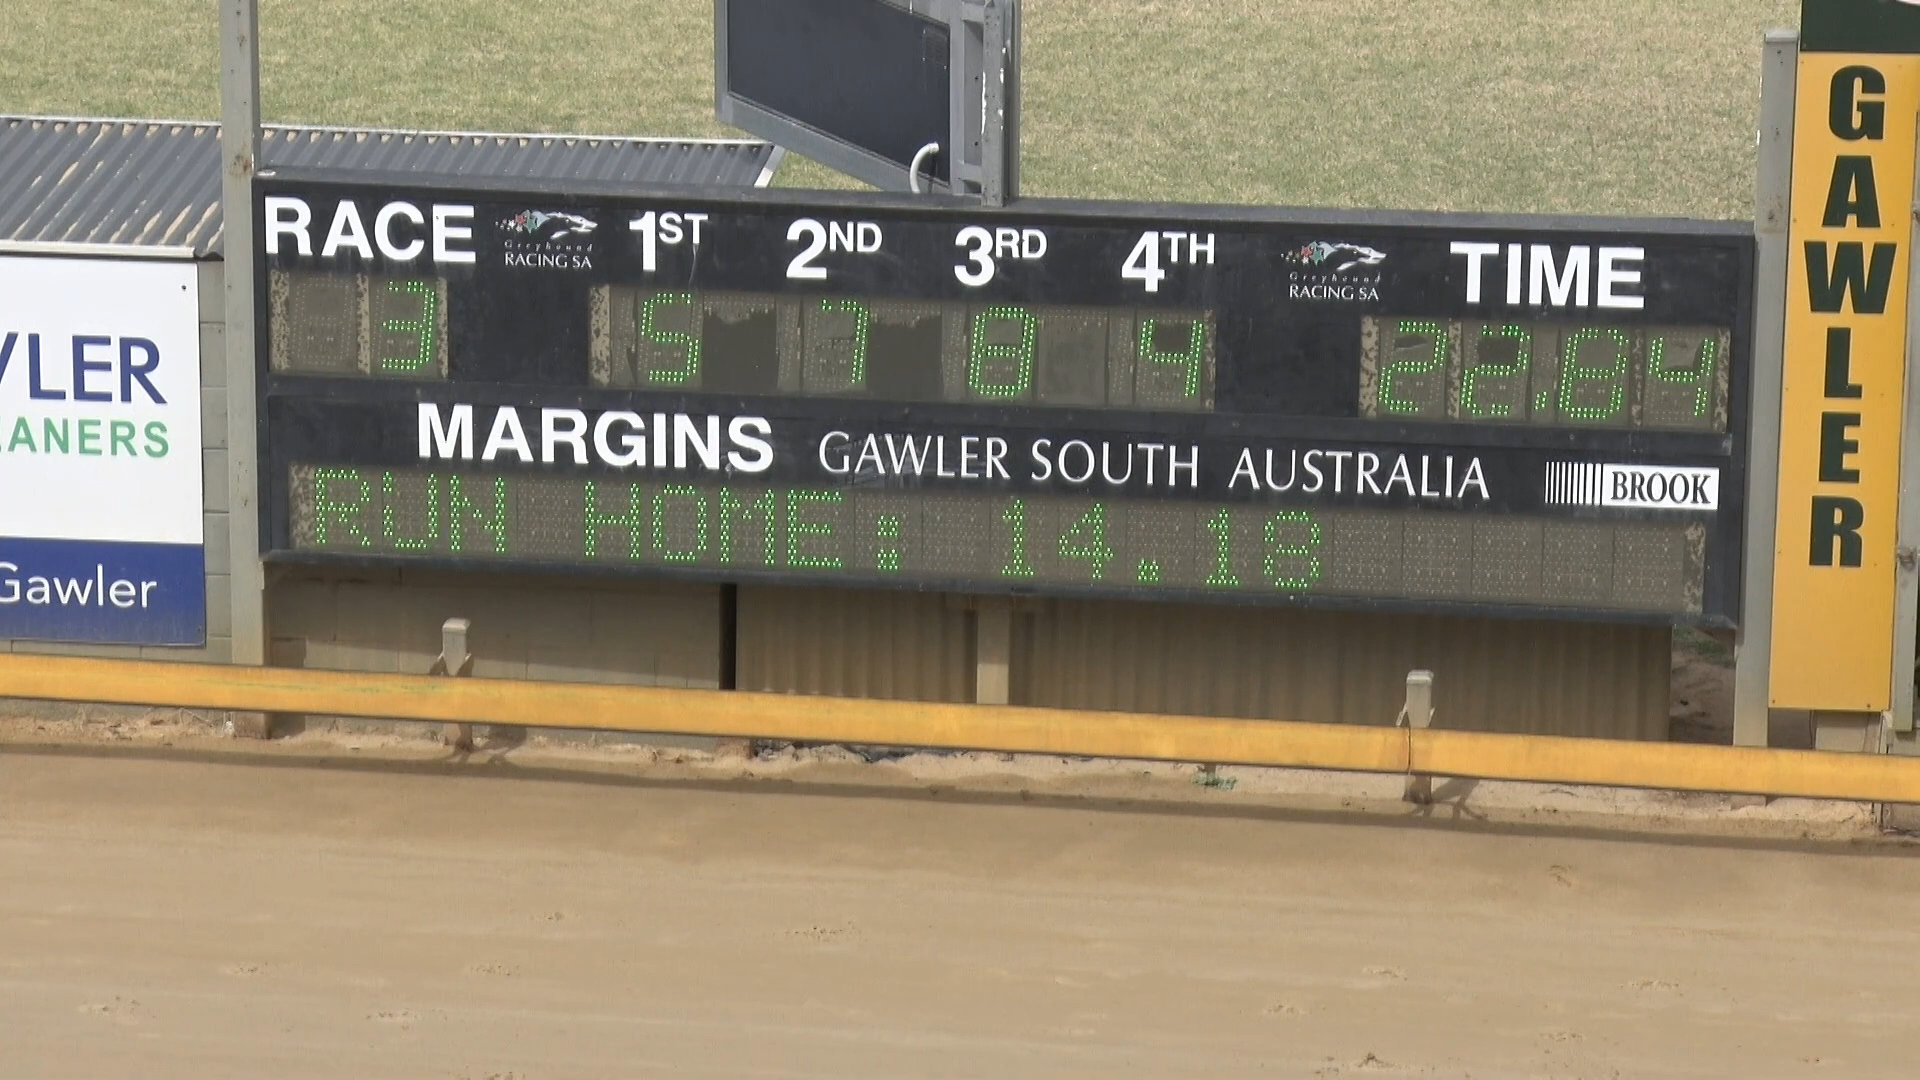 RACE Greyhound RACING SA 1ST 2ND 3RD 4TH Greyhound RACING SA TIME
3 5 7 8 4 22.84
MARGINS GAWLER SOUTH AUSTRALIA BROOK
RUN HOME: 14.18
GAWLER
WLER
EANERS
Gawler